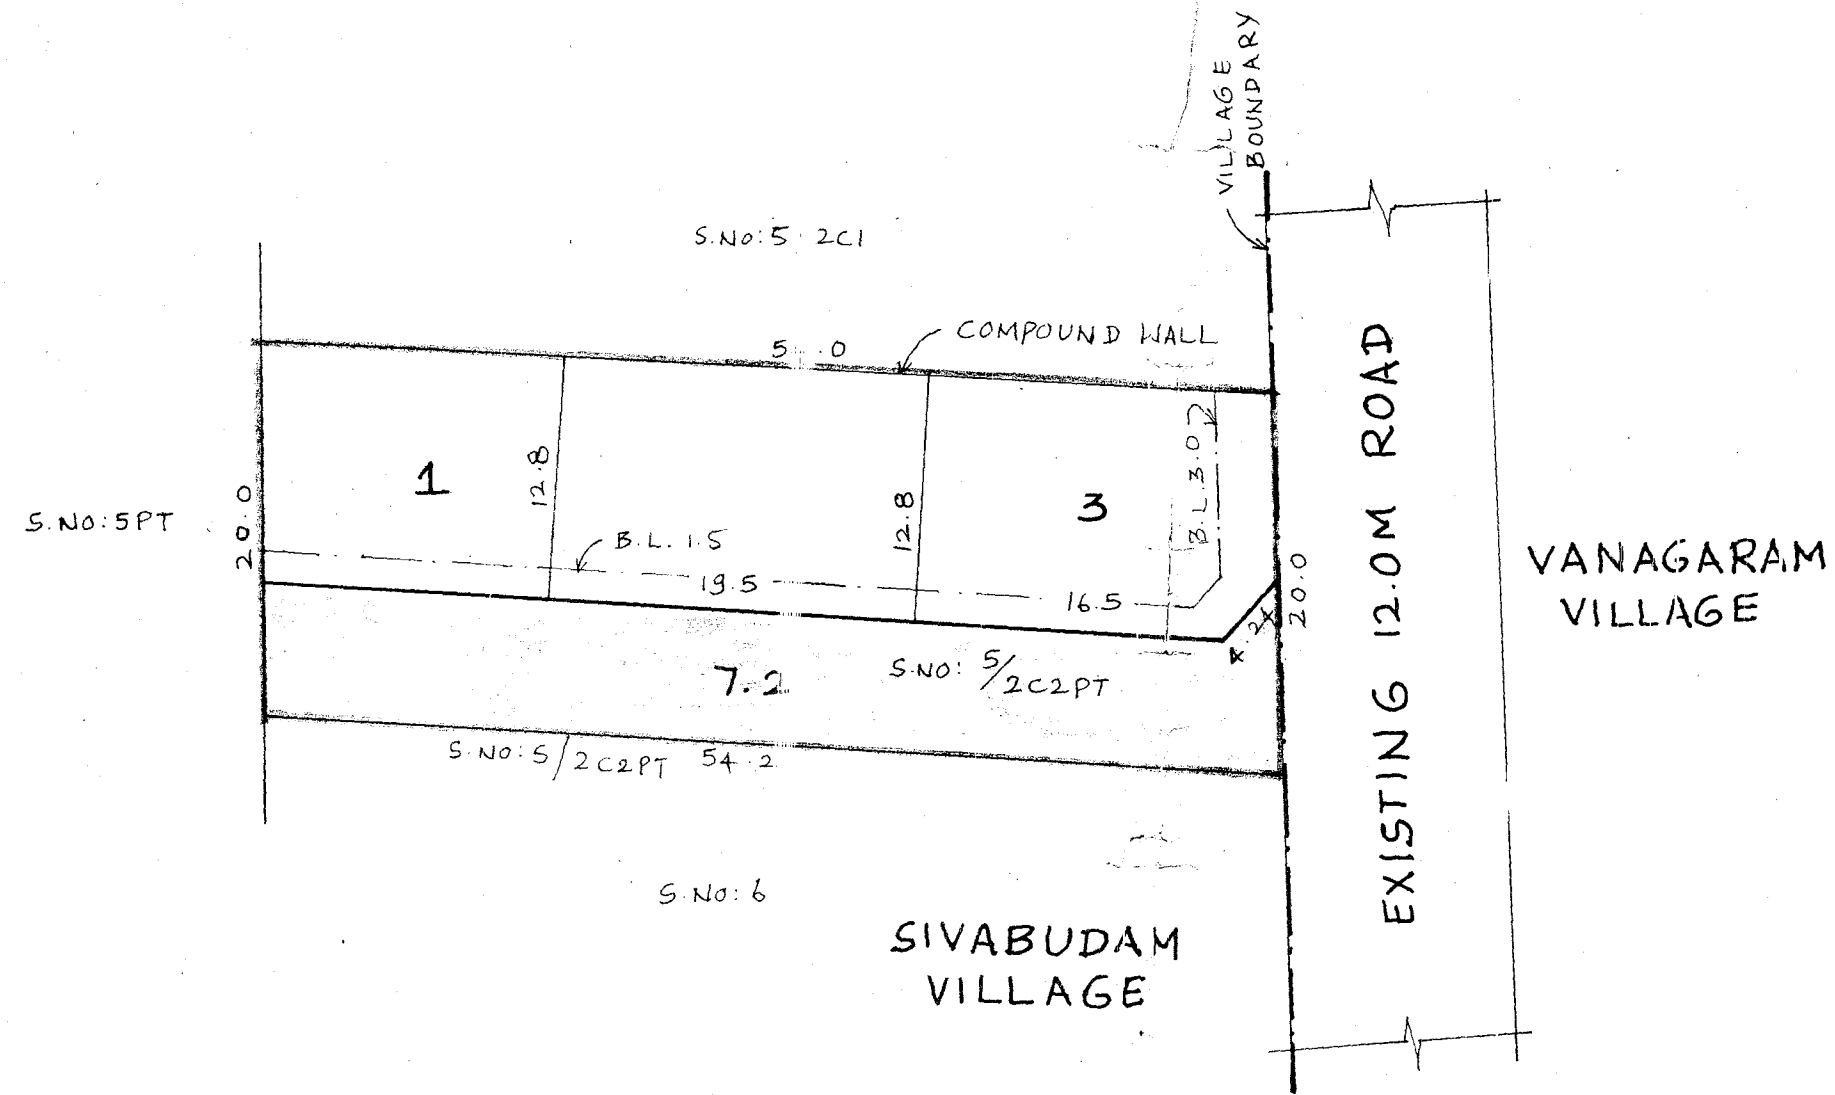 VILLAGE
BOUNDARY
S.NO:5 2C1
COMPOUND WALL
5 .0
1
12.8
12.8
3
B.L.3.0
20.0
S.NO:5PT
B.L. 1.5
19.5
16.5
4.24
20.0
7.2
S.NO: 5/2C2PT
S.NO:5/2C2PT 54.2
S.NO:6
SIVABUDAM
VILLAGE
EXISTING 12.0M ROAD
VANAGARAM
VILLAGE